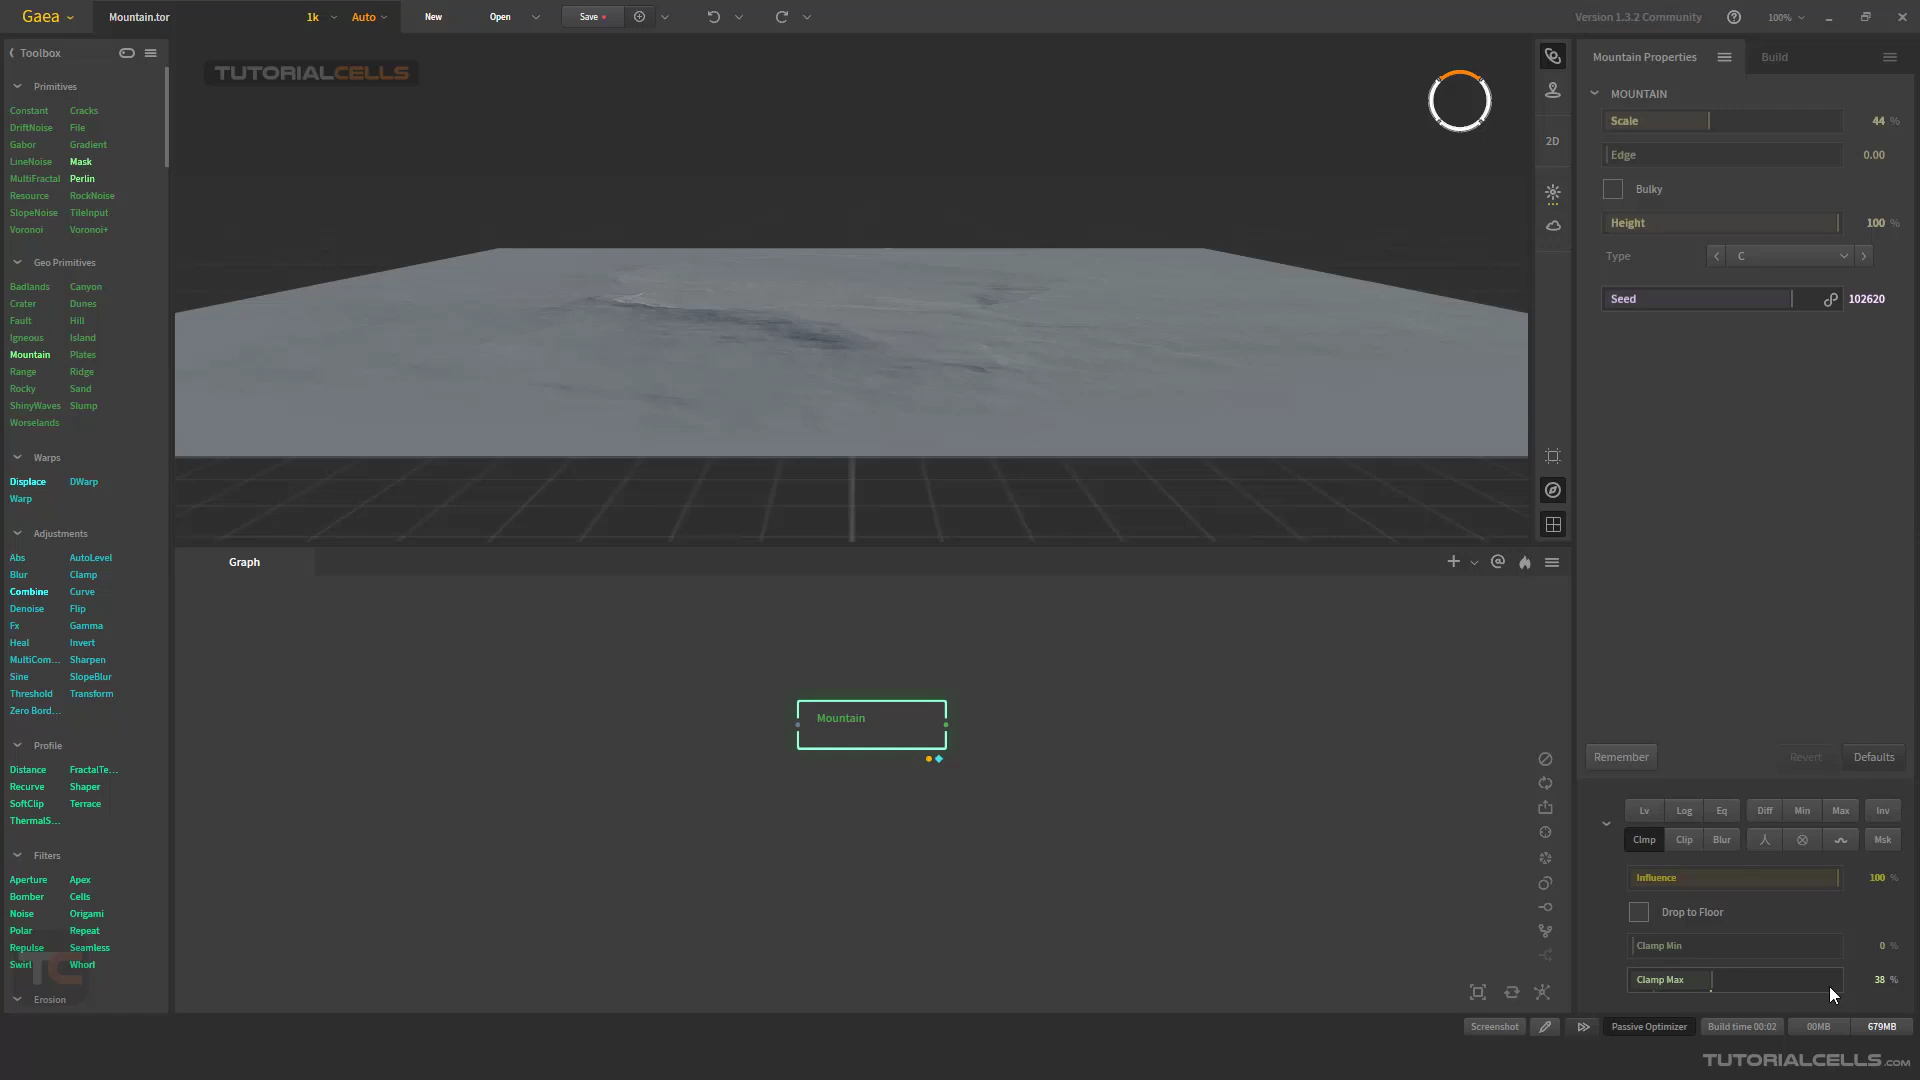 Gaea
Mountain.tor
1k
Auto
New
Open
Save
Version 1.3.2 Community
100%
Toolbox
Primitives
Constant Cracks
DriftNoise File
Gabor Gradient
LineNoise Mask
MultiFractal Perlin
Resource RockNoise
SlopeNoise TileInput
Voronoi Voronoi+
Geo Primitives
Badlands Canyon
Crater Dunes
Fault Hill
Igneous Island
Mountain Plates
Range Ridge
Rocky Sand
ShinyWaves Slump
Worselands
Warps
Displace DWarp
Warp
Adjustments
Abs AutoLevel
Blur Clamp
Combine Curve
Denoise Flip
Fx Gamma
Heal Invert
MultiCom... Sharpen
Sine SlopeBlur
Threshold Transform
Zero Bord...
Profile
Distance FractalTe...
Recurve Shaper
SoftClip Terrace
ThermalS...
Filters
Aperture Apex
Bomber Cells
Noise Origami
Polar Repeat
Repulse Seamless
Swirl Whorl
TC
Erosion
TUTORIALCELLS
2D
Graph
Mountain
Mountain Properties
Build
MOUNTAIN
Scale 44 %
Edge 0.00
Bulky
Height 100 %
Type C
Seed 102620
Remember Revert Defaults
Lv Log Eq Diff Min Max Inv
Clmp Clip Blur Msk
Influence 100 %
Drop to Floor
Clamp Min 0 %
Clamp Max 38 %
Screenshot
Passive Optimizer
Build time 00:02
00MB
679MB
TUTORIALCELLS.COM